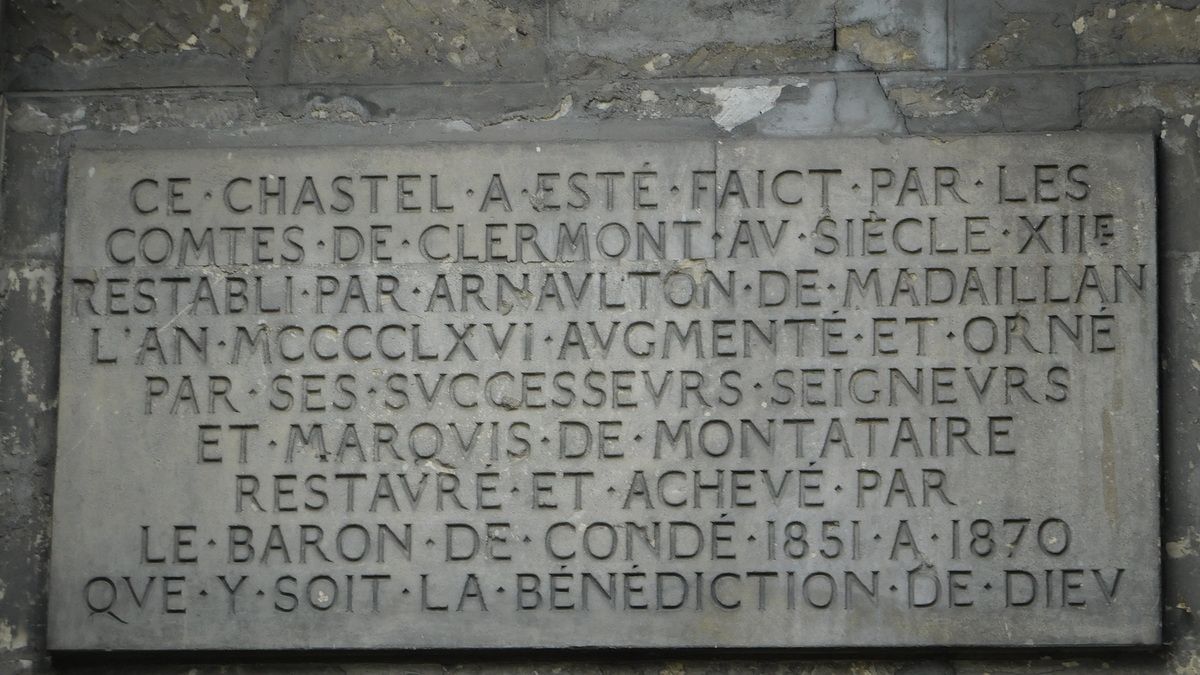 CE·CHASTEL·A·ESTÉ·FAICT·PAR·LES
COMTES·DE·CLERMONT·AV·SIÈCLE·XIIE
RESTABLI·PAR·ARNAVLTON·DE·MADAILLAN
L'AN·MCCCCCLXVI·AVGMENTÉ·ET·ORNÉ
PAR·SES·SVCCESSEVRS·SEIGNEVRS
ET·MARQVIS·DE·MONTATAIRE
RESTAVRÉ·ET·ACHEVÉ·PAR
LE·BARON·DE·CONDÉ·1851·A·1870
QVE·Y·SOIT·LA·BÉNÉDICTION·DE·DIEV